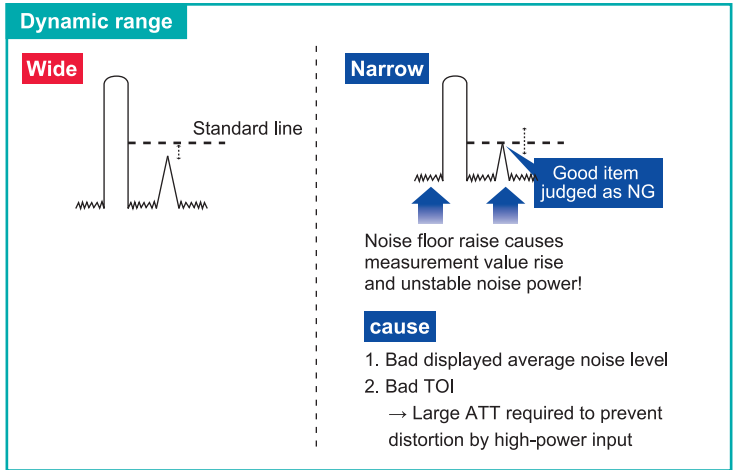 Dynamic range
Wide
Standard line
Narrow
Good item
judged as NG
Noise floor raise causes
measurement value rise
and unstable noise power!
cause
1. Bad displayed average noise level
2. Bad TOI
→ Large ATT required to prevent
distortion by high-power input